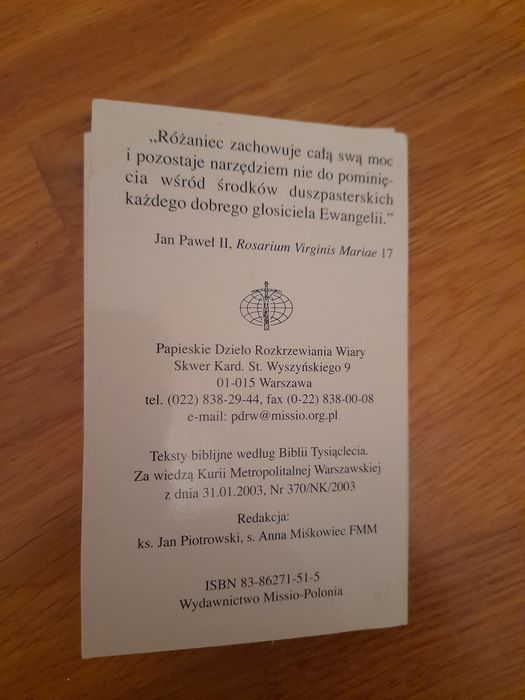 „Różaniec zachowuje całą swą moc
i pozostaje narzędziem nie do pominię-
cia wśród środków duszpasterskich
każdego dobrego głosiciela Ewangelii.”
Jan Paweł II, Rosarium Virginis Mariae 17
Papieskie Dzieło Rozkrzewiania Wiary
Skwer Kard. St. Wyszyńskiego 9
01-015 Warszawa
tel. (022) 838-29-44, fax (0-22) 838-00-08
e-mail: pdrw@missio.org.pl
Teksty biblijne według Biblii Tysiąclecia.
Za wiedzą Kurii Metropolitalnej Warszawskiej
z dnia 31.01.2003, Nr 370/NK/2003
Redakcja:
ks. Jan Piotrowski, s. Anna Miśkowiec FMM
ISBN 83-86271-51-5
Wydawnictwo Missio-Polonia